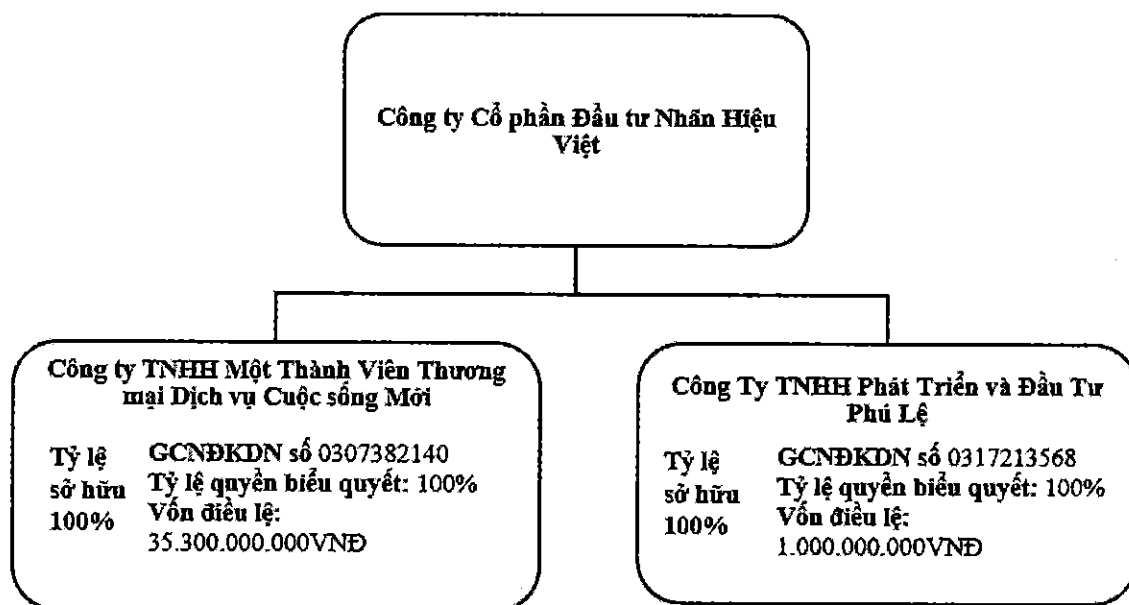 Công ty Cổ phần Đầu tư Nhãn Hiệu
Việt
Công ty TNHH Một Thành Viên Thương
mại Dịch vụ Cuộc sống Mới
Tỷ lệ
sở hữu
100%
GCNĐKDN số 0307382140
Tỷ lệ quyền biểu quyết: 100%
Vốn điều lệ:
35.300.000.000VNĐ
Công Ty TNHH Phát Triển và Đầu Tư
Phú Lệ
Tỷ lệ
sở hữu
100%
GCNĐKDN số 0317213568
Tỷ lệ quyền biểu quyết: 100%
Vốn điều lệ:
1.000.000.000VNĐ